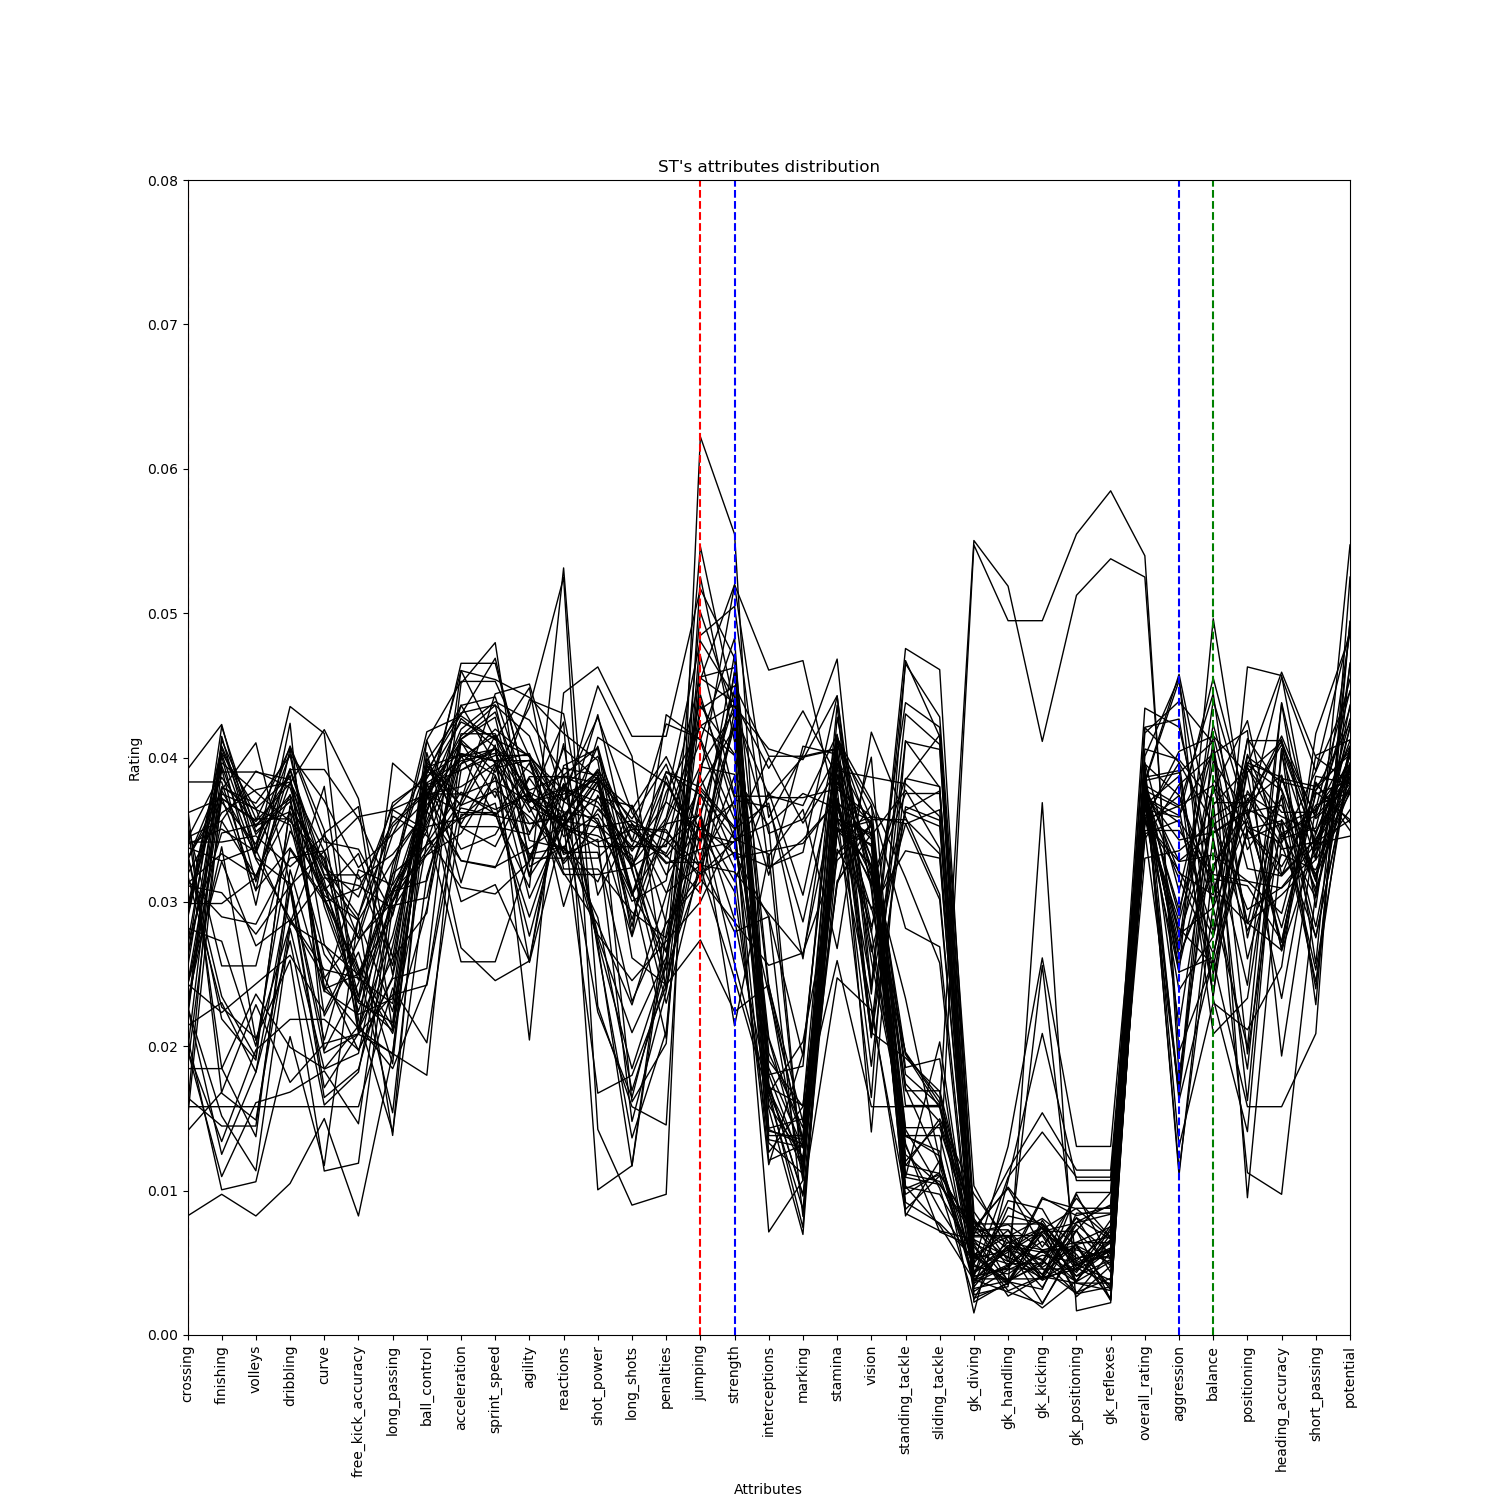 ST's attributes distribution
0.08
0.07
0.06
0.05
0.04
0.03
0.02
0.01
0.00
Rating
crossing
finishing
volleys
dribbling
curve
free_kick_accuracy
long_passing
ball_control
acceleration
sprint_speed
agility
reactions
shot_power
long_shots
penalties
jumping
strength
interceptions
marking
stamina
vision
standing_tackle
sliding_tackle
gk_diving
gk_handling
gk_kicking
gk_positioning
gk_reflexes
overall_rating
aggression
balance
positioning
heading_accuracy
short_passing
potential
Attributes